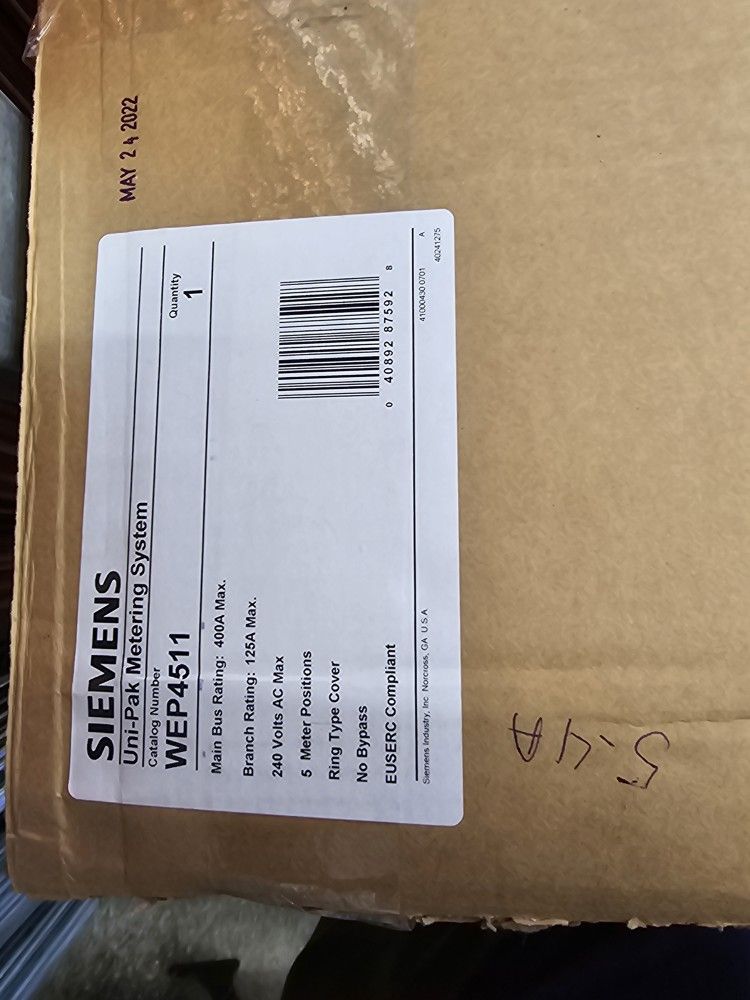 MAY 24 2022
SIEMENS
Uni-Pak Metering System
Catalog Number
Quantity
WEP4511
1
Main Bus Rating: 400A Max.
Branch Rating: 125A Max.
240 Volts AC Max
5 Meter Positions
Ring Type Cover
No Bypass
EUSERC Compliant
0 40892 87592 8
Siemens Industry, Inc. Norcross, GA U.S.A
41000430 0701 A
40241275